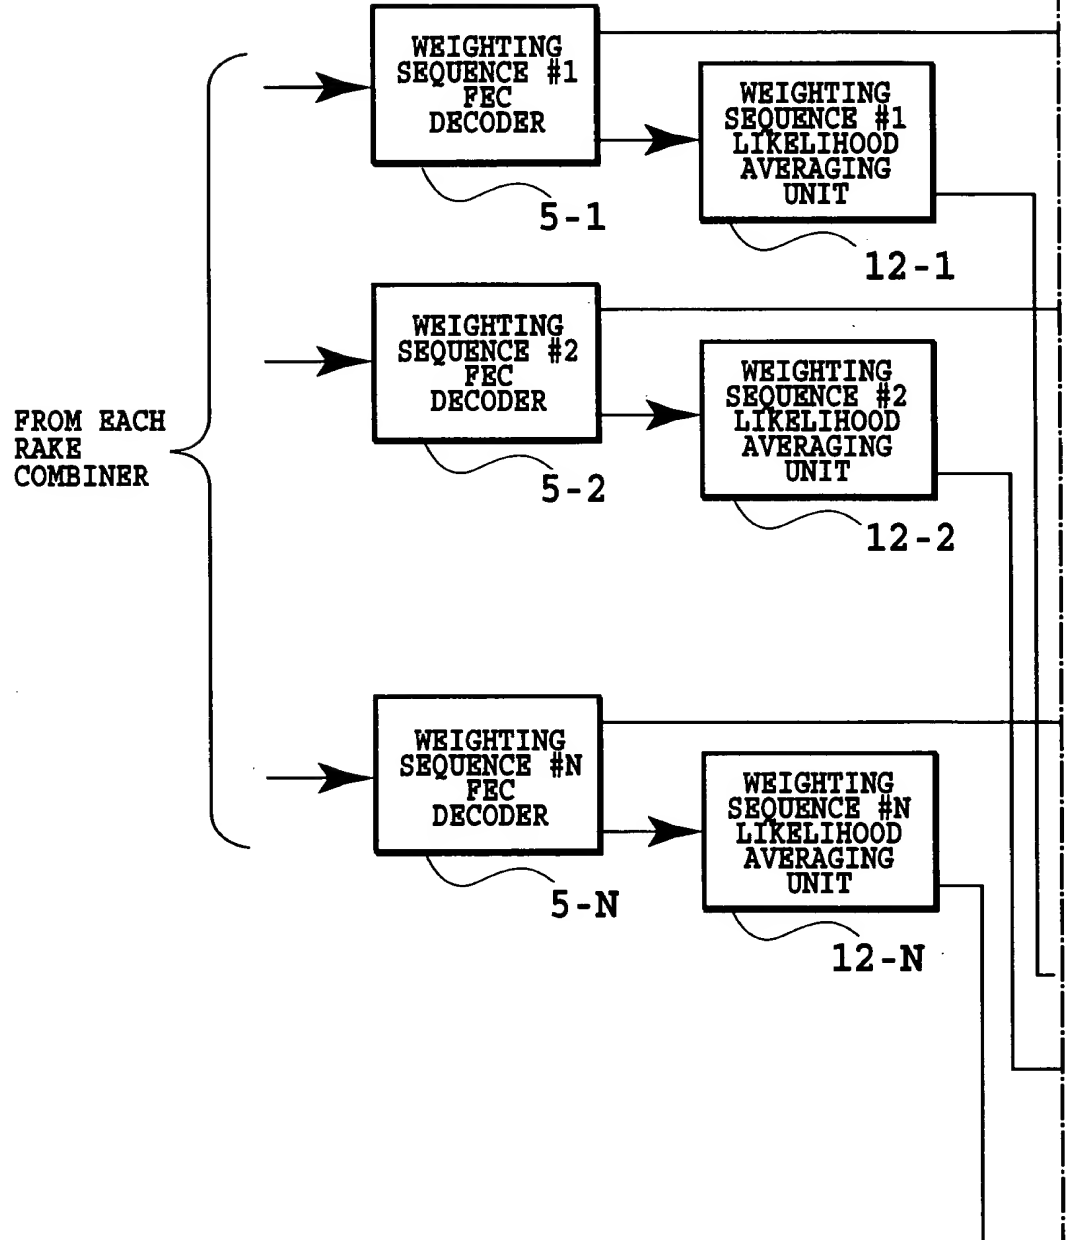 WEIGHTING
SEQUENCE #1
FEC
DECODER
5-1
WEIGHTING
SEQUENCE #1
LIKELIHOOD
AVERAGING
UNIT
12-1
WEIGHTING
SEQUENCE #2
FEC
DECODER
5-2
WEIGHTING
SEQUENCE #2
LIKELIHOOD
AVERAGING
UNIT
12-2
FROM EACH
RAKE
COMBINER
WEIGHTING
SEQUENCE #N
FEC
DECODER
5-N
WEIGHTING
SEQUENCE #N
LIKELIHOOD
AVERAGING
UNIT
12-N